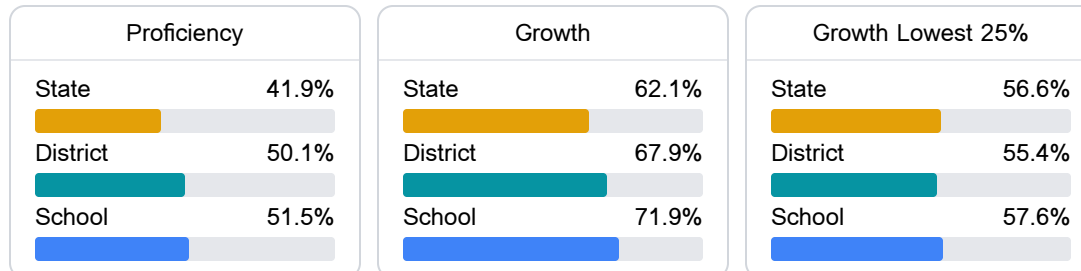 Proficiency
State 41.9%
District 50.1%
School 51.5%
Growth
State 62.1%
District 67.9%
School 71.9%
Growth Lowest 25%
State 56.6%
District 55.4%
School 57.6%